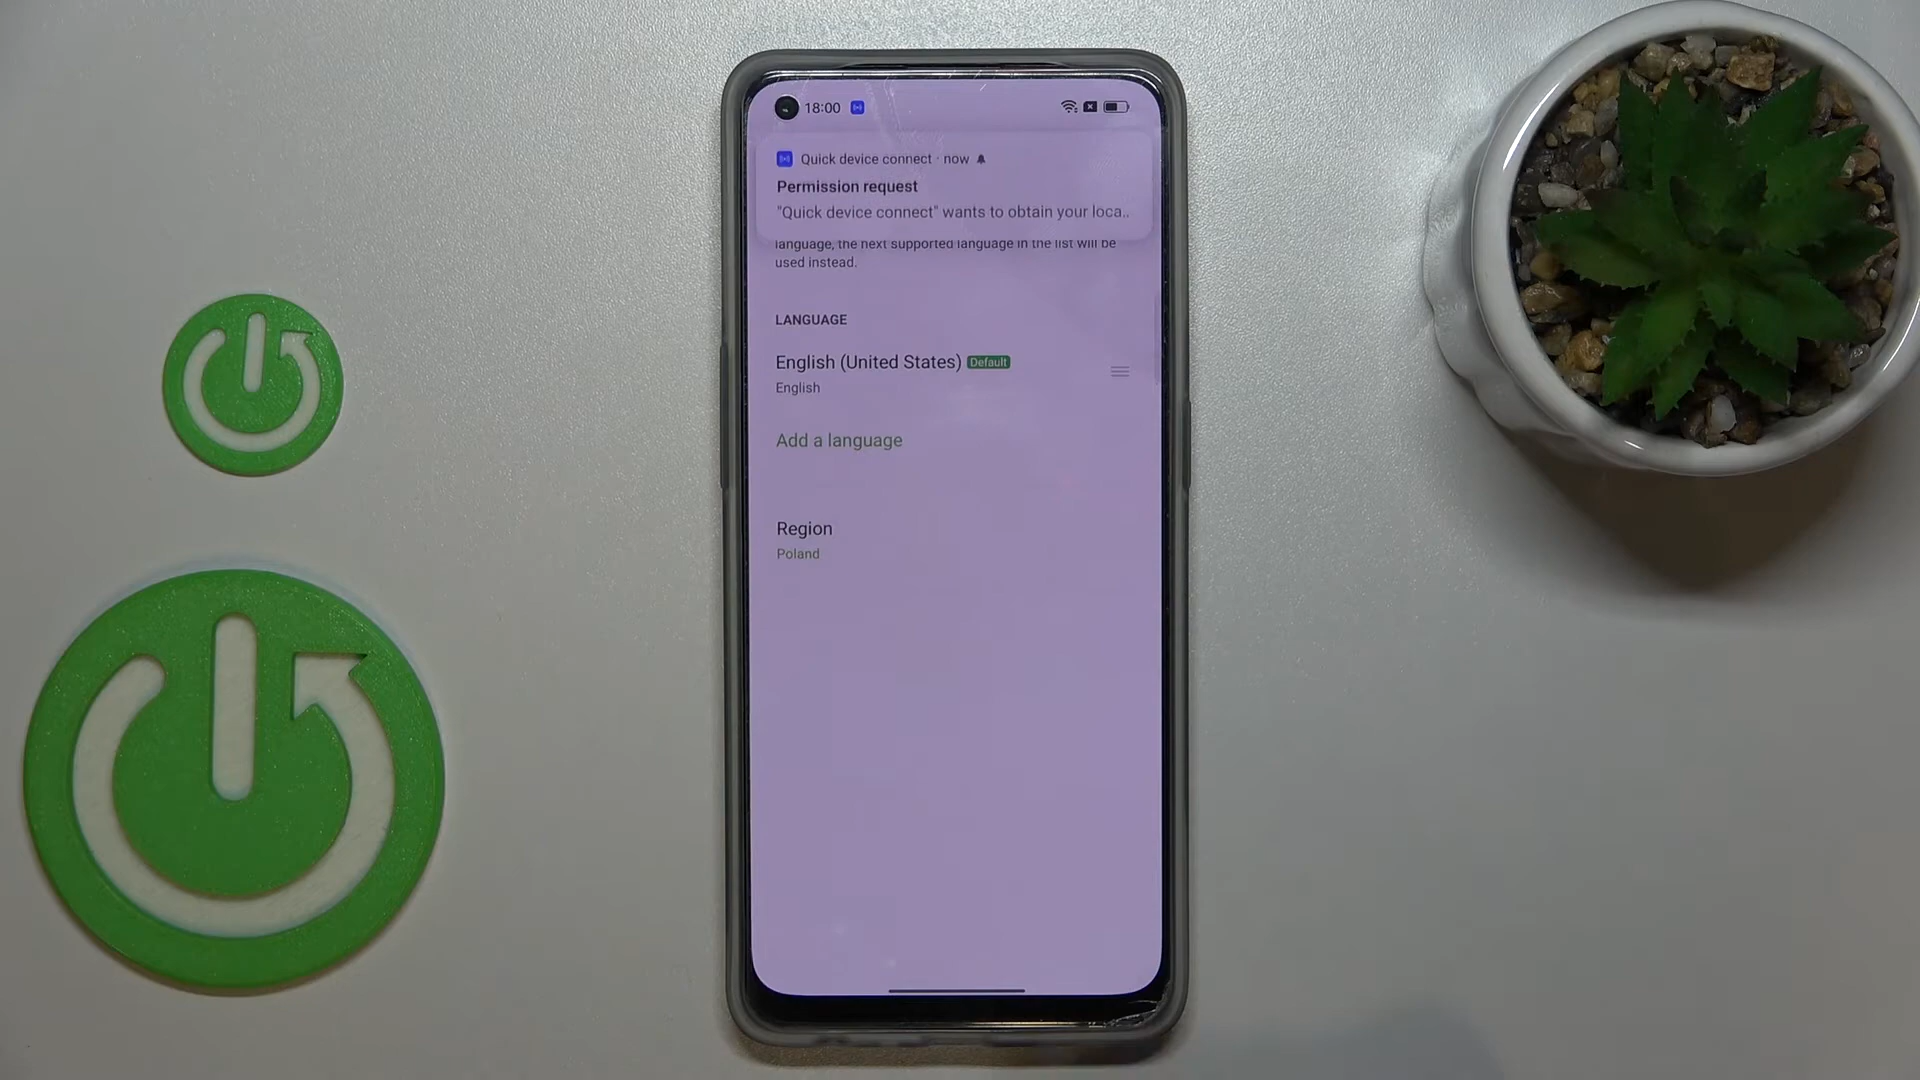 18:00
Quick device connect · now
Permission request
"Quick device connect" wants to obtain your loca..
language, the next supported language in the list will be
used instead.
LANGUAGE
English (United States) Default
English
Add a language
Region
Poland